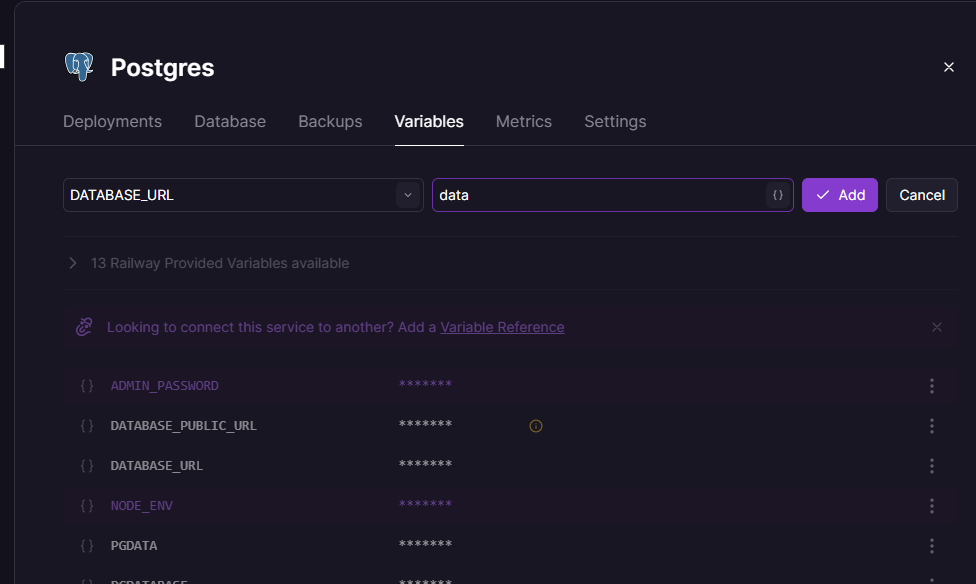 Postgres
Deployments Database Backups Variables Metrics Settings
DATABASE_URL data {} Add Cancel
13 Railway Provided Variables available
Looking to connect this service to another? Add a Variable Reference
{} ADMIN_PASSWORD *******
{} DATABASE_PUBLIC_URL *******
{} DATABASE_URL *******
{} NODE_ENV *******
{} PGDATA *******
{} PGDATABASE *******